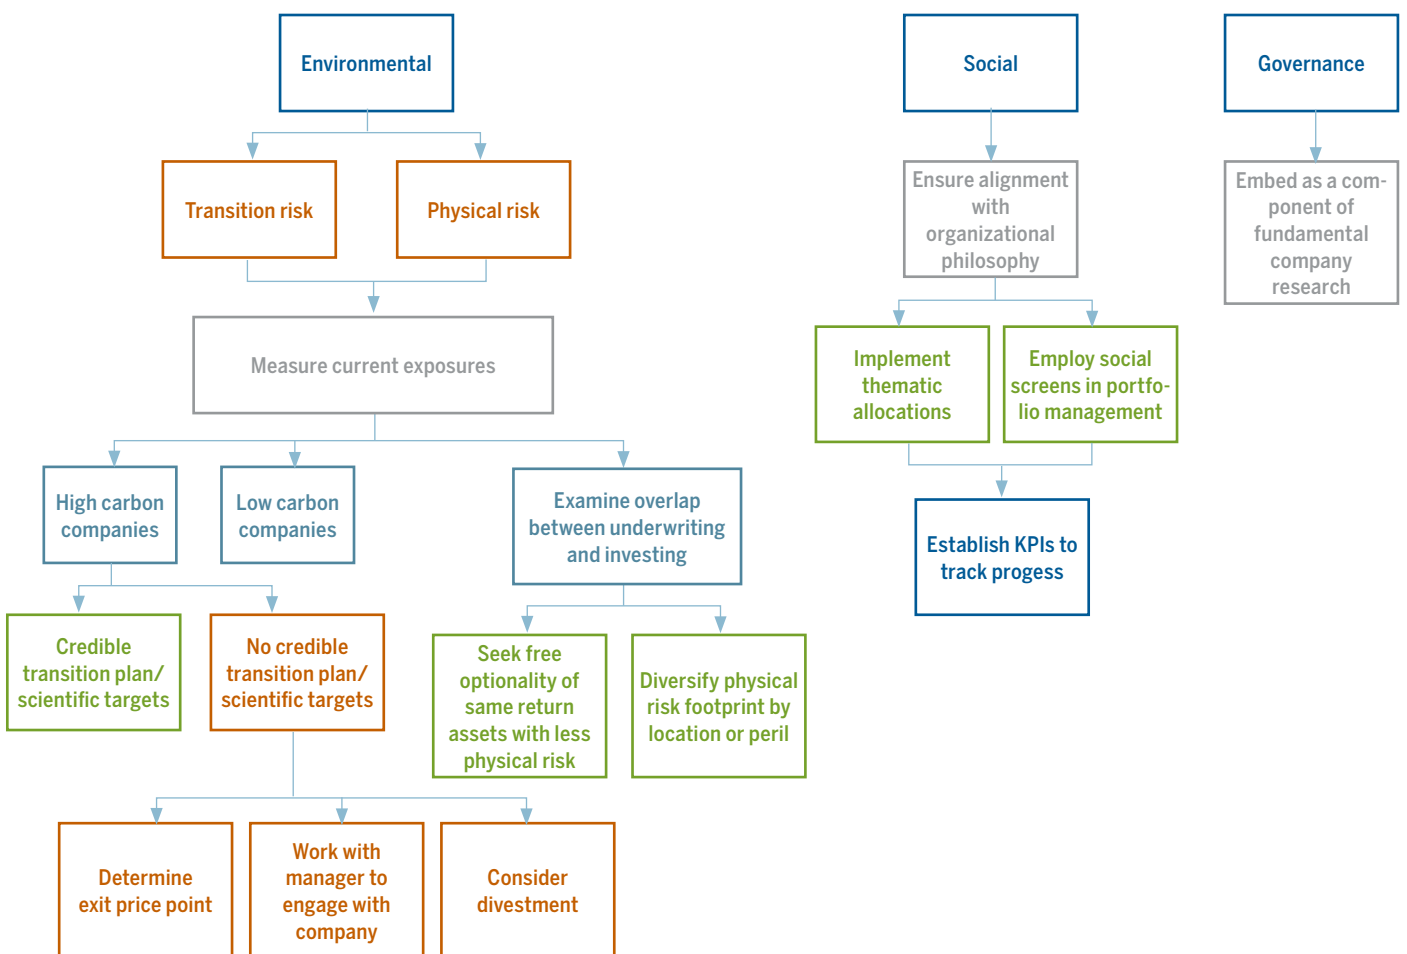 Environmental
Social
Governance
Transition risk
Physical risk
Ensure alignment
with
organizational
philosophy
Embed as a com-
ponent of
fundamental
company
research
Measure current exposures
Implement
thematic
allocations
Employ social
screens in portfo-
lio management
High carbon
companies
Low carbon
companies
Examine overlap
between underwriting
and investing
Establish KPIs to
track progess
Credible
transition plan/
scientific targets
No credible
transition plan/
scientific targets
Seek free
optionality of
same return
assets with less
physical risk
Diversify physical
risk footprint by
location or peril
Determine
exit price point
Work with
manager to
engage with
company
Consider
divestment